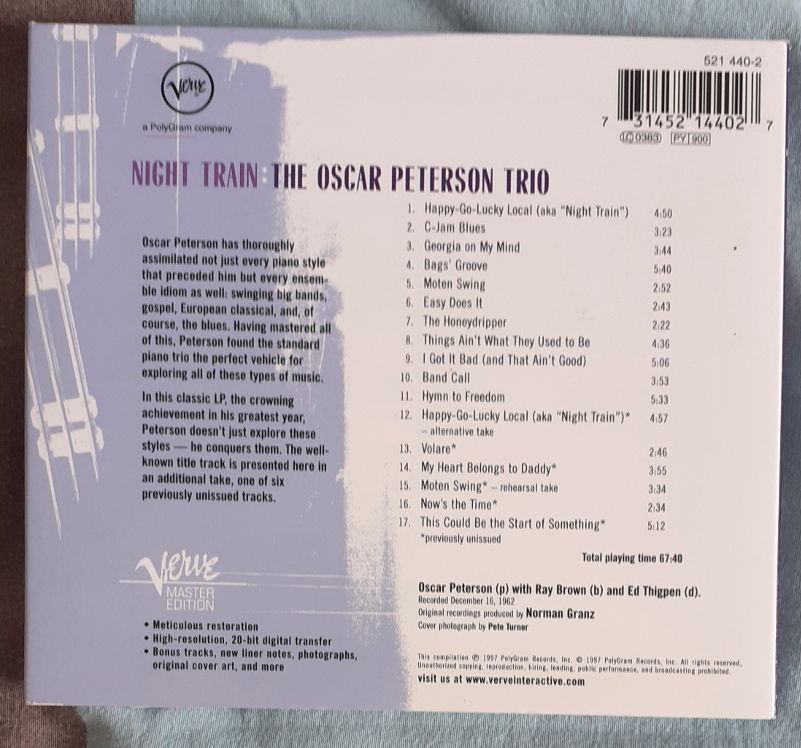 521 440-2
Verve
a PolyGram company
7 31452 14402 7
LC 0383 PY 900
NIGHT TRAIN: THE OSCAR PETERSON TRIO
Oscar Peterson has thoroughly
assimilated not just every piano style
that preceded him but every ensem-
ble idiom as well: swinging big bands,
gospel, European classical, and, of
course, the blues. Having mastered all
of this, Peterson found the standard
piano trio the perfect vehicle for
exploring all of these types of music.
In this classic LP, the crowning
achievement in his greatest year,
Peterson doesn't just explore these
styles — he conquers them. The well-
known title track is presented here in
an additional take, one of six
previously unissued tracks.
Verve
MASTER
EDITION
• Meticulous restoration
• High-resolution, 20-bit digital transfer
• Bonus tracks, new liner notes, photographs,
original cover art, and more
1. Happy-Go-Lucky Local (aka "Night Train") 4:50
2. C-Jam Blues 3:23
3. Georgia on My Mind 3:44
4. Bags' Groove 5:40
5. Moten Swing 2:52
6. Easy Does It 2:43
7. The Honeydripper 2:22
8. Things Ain't What They Used to Be 4:36
9. I Got It Bad (and That Ain't Good) 5:06
10. Band Call 3:53
11. Hymn to Freedom 5:33
12. Happy-Go-Lucky Local (aka "Night Train")* 4:57
– alternative take
13. Volare* 2:46
14. My Heart Belongs to Daddy* 3:55
15. Moten Swing* – rehearsal take 3:34
16. Now's the Time* 2:34
17. This Could Be the Start of Something* 5:12
*previously unissued
Total playing time 67:40
Oscar Peterson (p) with Ray Brown (b) and Ed Thigpen (d).
Recorded December 16, 1962
Original recordings produced by Norman Granz
Cover photograph by Pete Turner
This compilation ℗ 1997 PolyGram Records, Inc. © 1997 PolyGram Records, Inc. All rights reserved.
Unauthorized copying, reproduction, hiring, lending, public performance, and broadcasting prohibited.
visit us at www.verveinteractive.com